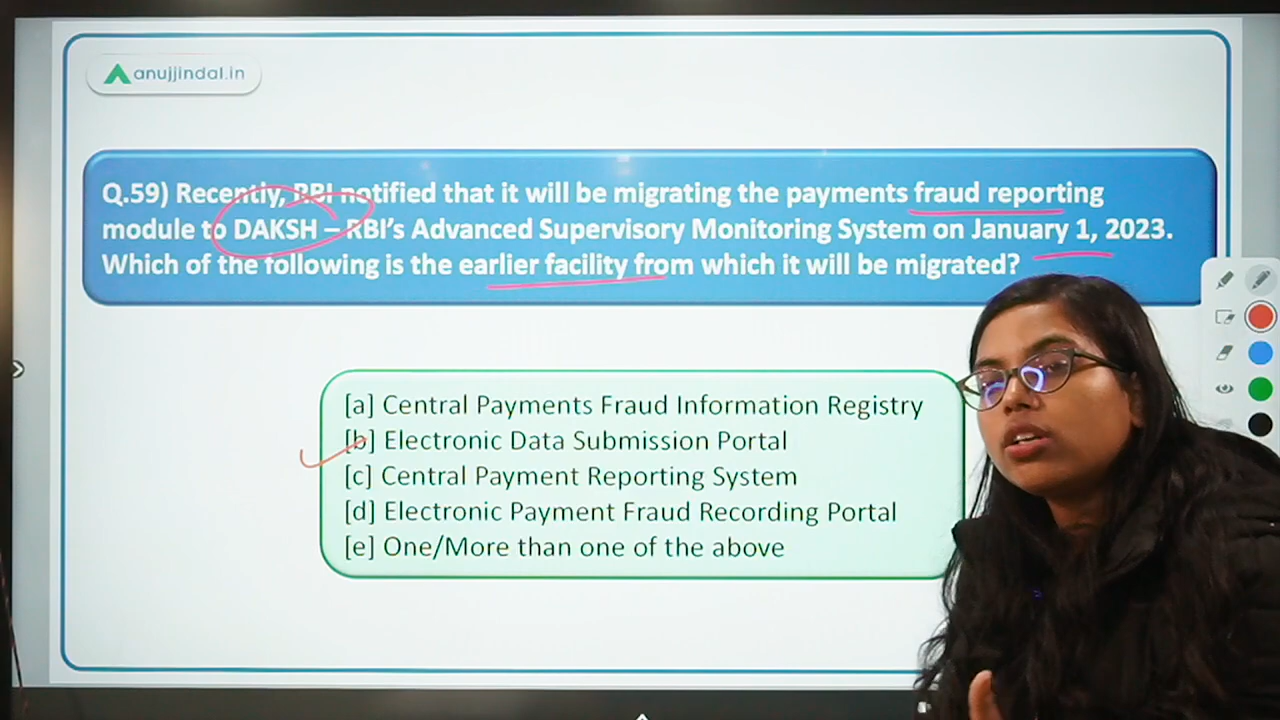 anujjindal.in
Q.59) Recently, RBI notified that it will be migrating the payments fraud reporting
module to DAKSH – RBI's Advanced Supervisory Monitoring System on January 1, 2023.
Which of the following is the earlier facility from which it will be migrated?
[a] Central Payments Fraud Information Registry
[b] Electronic Data Submission Portal
[c] Central Payment Reporting System
[d] Electronic Payment Fraud Recording Portal
[e] One/More than one of the above